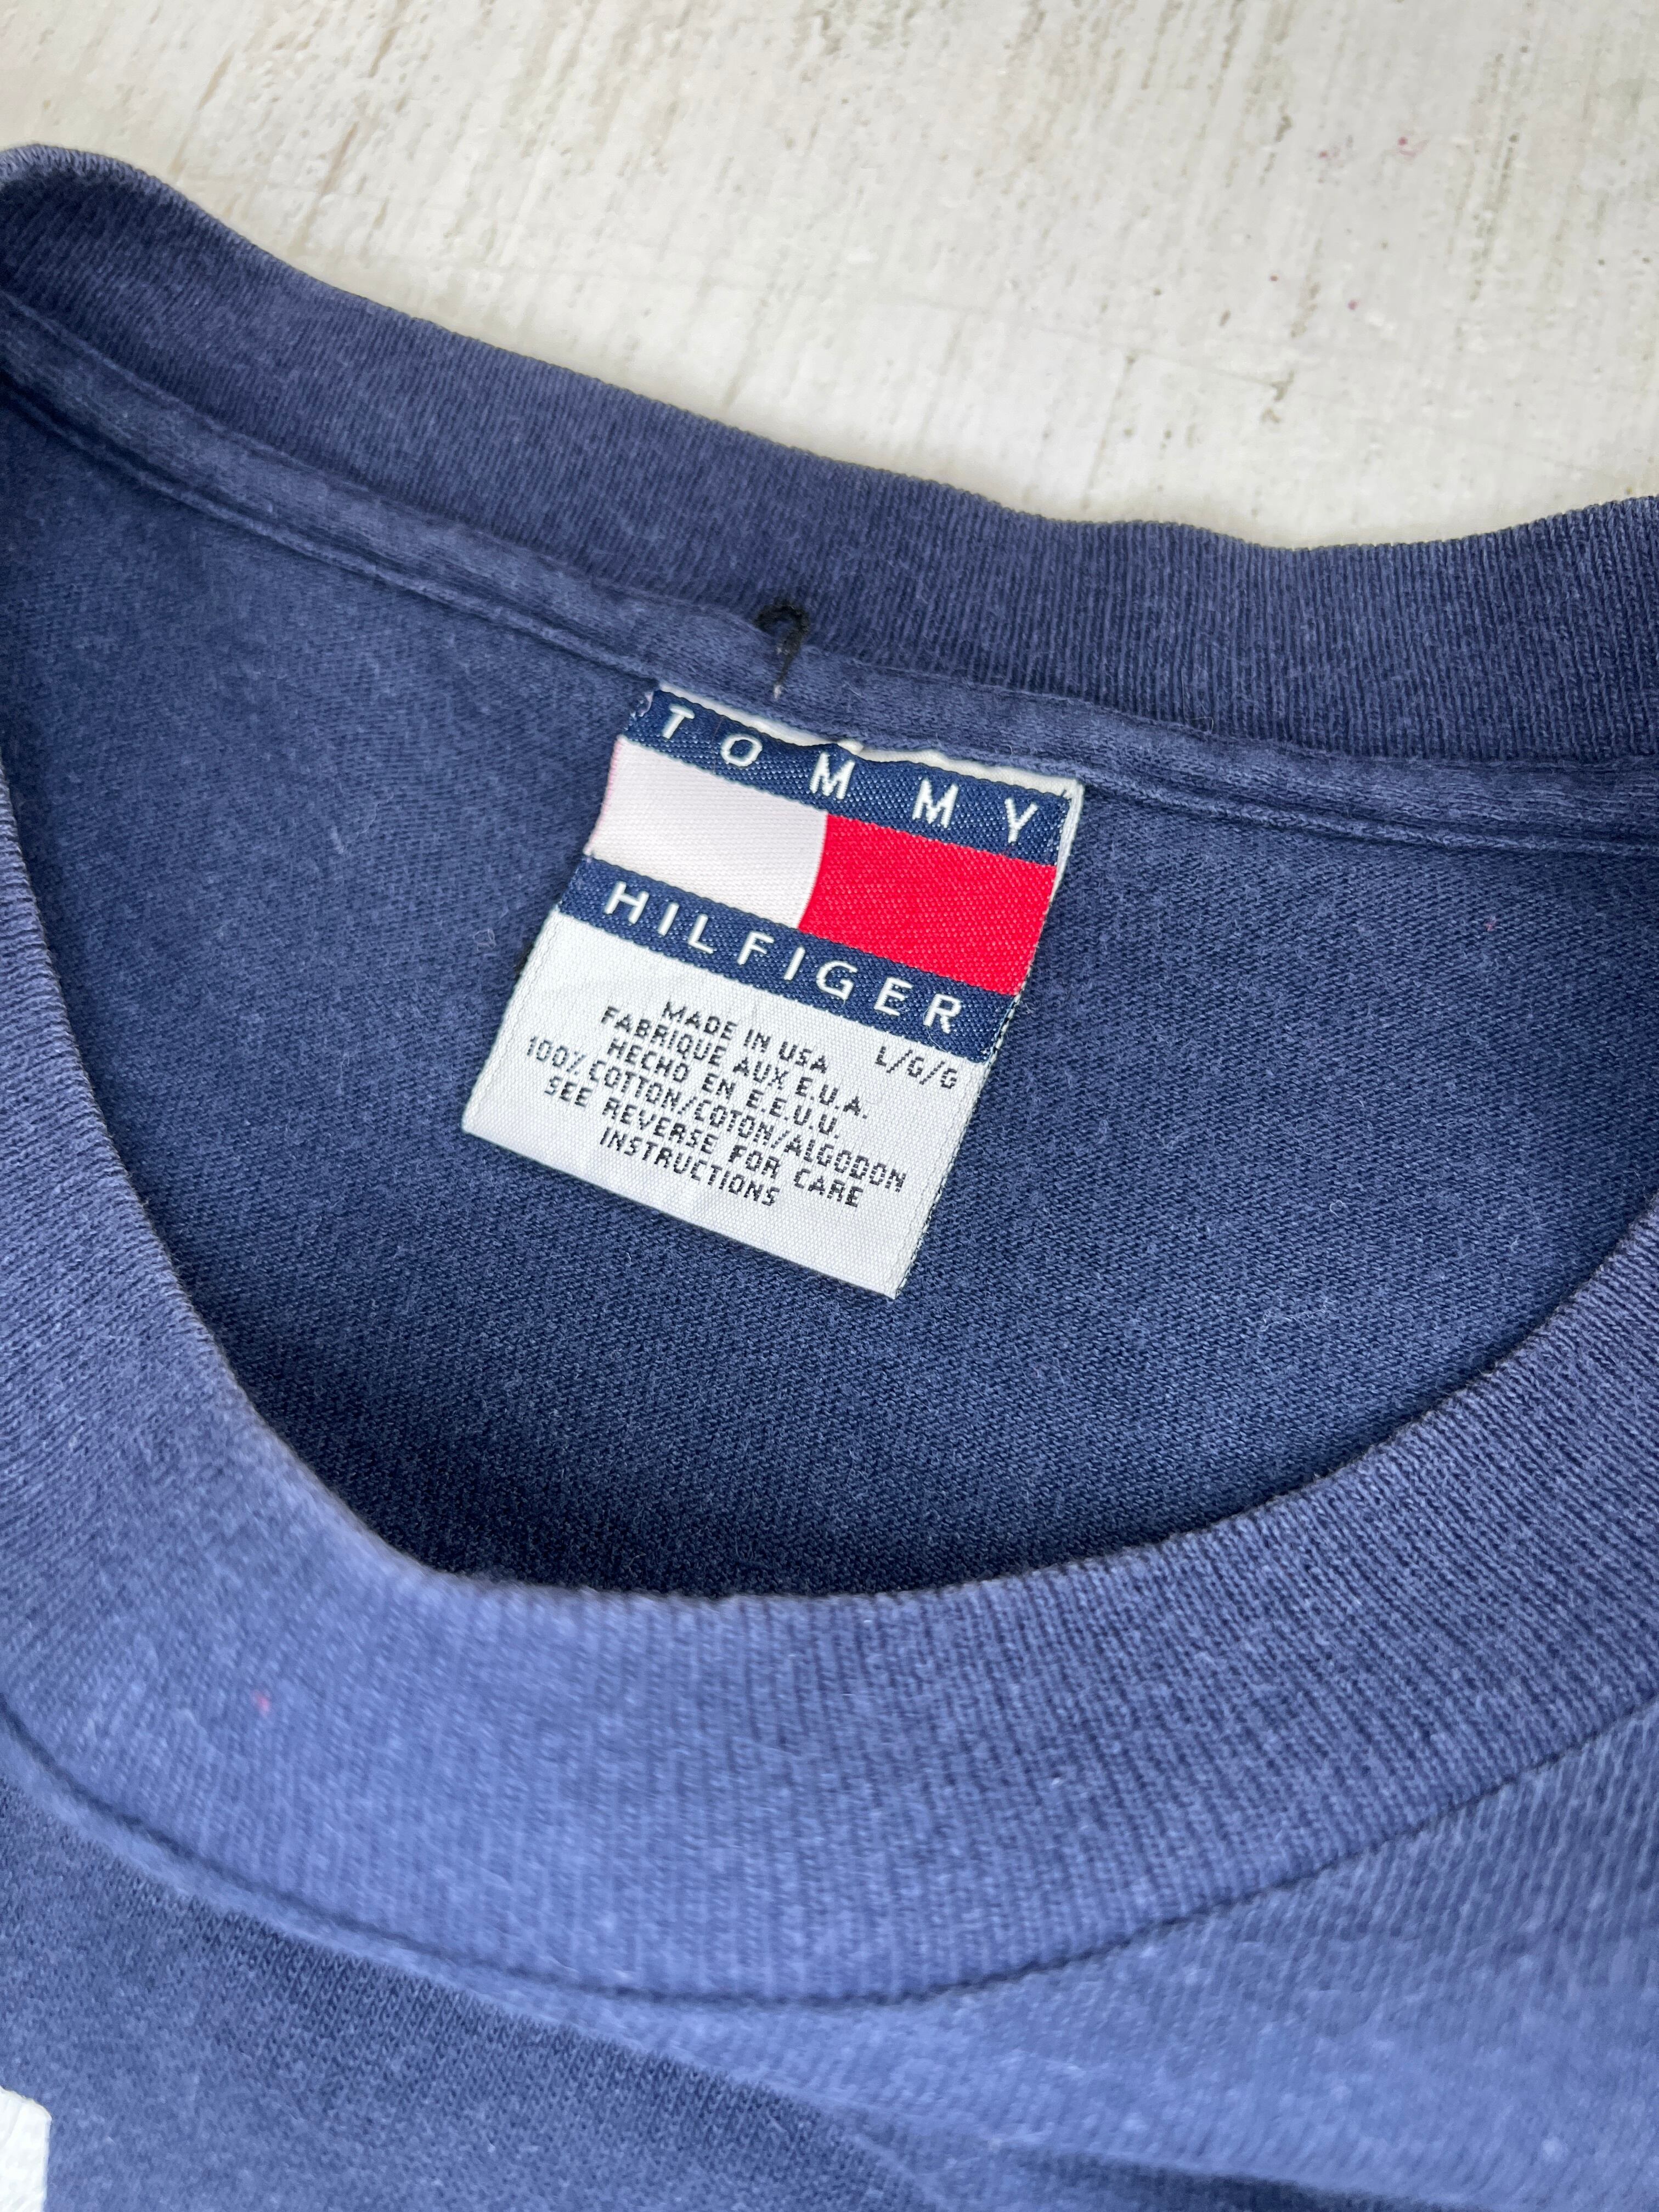 TOMMY
HILFIGER
MADE IN USA L/G/G
FABRIQUE AUX E.U.A.
HECHO EN E.E.U.U.
100% COTTON/COTON/ALGODON
SEE REVERSE FOR CARE
INSTRUCTIONS